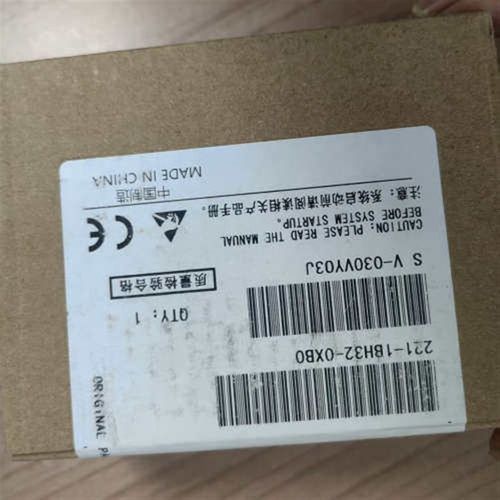 ORIGINAL
221-1BH32-0XB0
QTY: 1
S V-030VY03J
质量检验合格
CAUTION: PLEASE READ THE MANUAL
BEFORE SYSTEM STARTUP.
注意: 系统启动前请阅读相关产品手册。
CE
中国制造
MADE IN CHINA